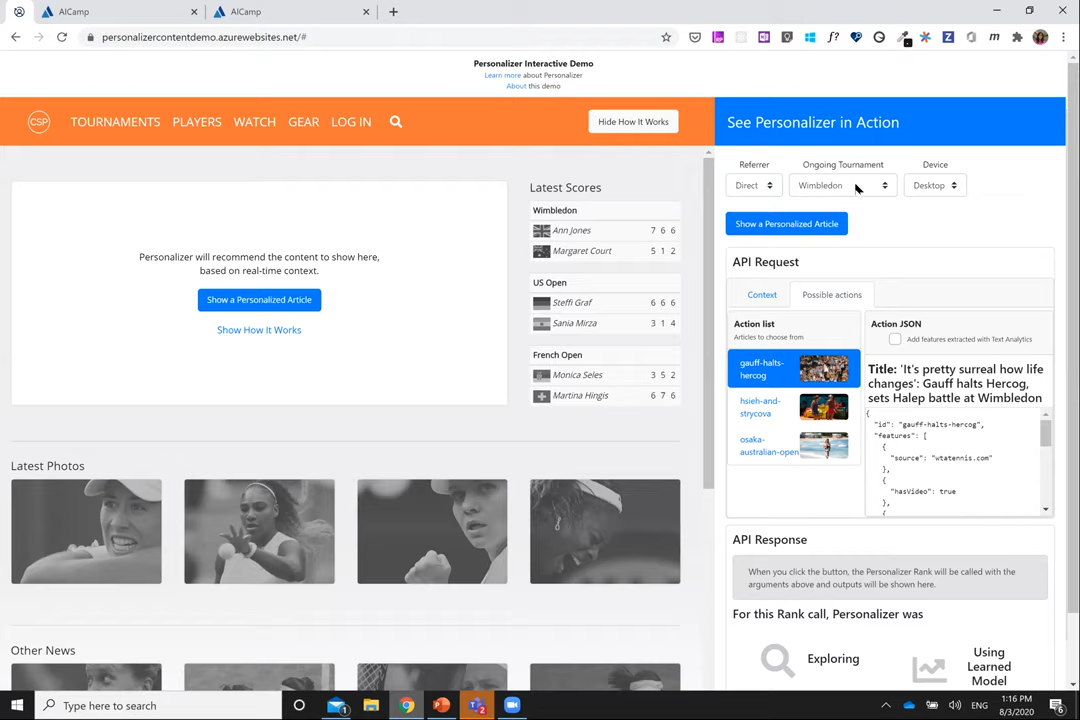 AICamp
AICamp
personalizercontentdemo.azurewebsites.net/#
Personalizer Interactive Demo
Learn more about Personalizer
About this demo
CSP
TOURNAMENTS
PLAYERS
WATCH
GEAR
LOG IN
Hide How It Works
See Personalizer in Action
Referrer
Ongoing Tournament
Device
Direct
Wimbledon
Desktop
Show a Personalized Article
Personalizer will recommend the content to show here,
based on real-time context.
Show a Personalized Article
Show How It Works
Latest Scores
Wimbledon
Ann Jones 7 6 6
Margaret Court 5 1 2
US Open
Steffi Graf 6 6 6
Sania Mirza 3 1 4
French Open
Monica Seles 3 5 2
Martina Hingis 6 7 6
API Request
Context
Possible actions
Action list
Articles to choose from
gauff-halts-
hercog
hsieh-and-
strycova
osaka-
australian-open
Action JSON
Add features extracted with Text Analytics
Title: 'It's pretty surreal how life
changes': Gauff halts Hercog,
sets Halep battle at Wimbledon
{
"id": "gauff-halts-hercog",
"features": [
{
"source": "wtatennis.com"
},
{
"hasVideo": true
},
{
Latest Photos
API Response
When you click the button, the Personalizer Rank will be called with the
arguments above and outputs will be shown here.
For this Rank call, Personalizer was
Exploring
Using
Learned
Model
Other News
Type here to search
ENG
1:16 PM
8/3/2020